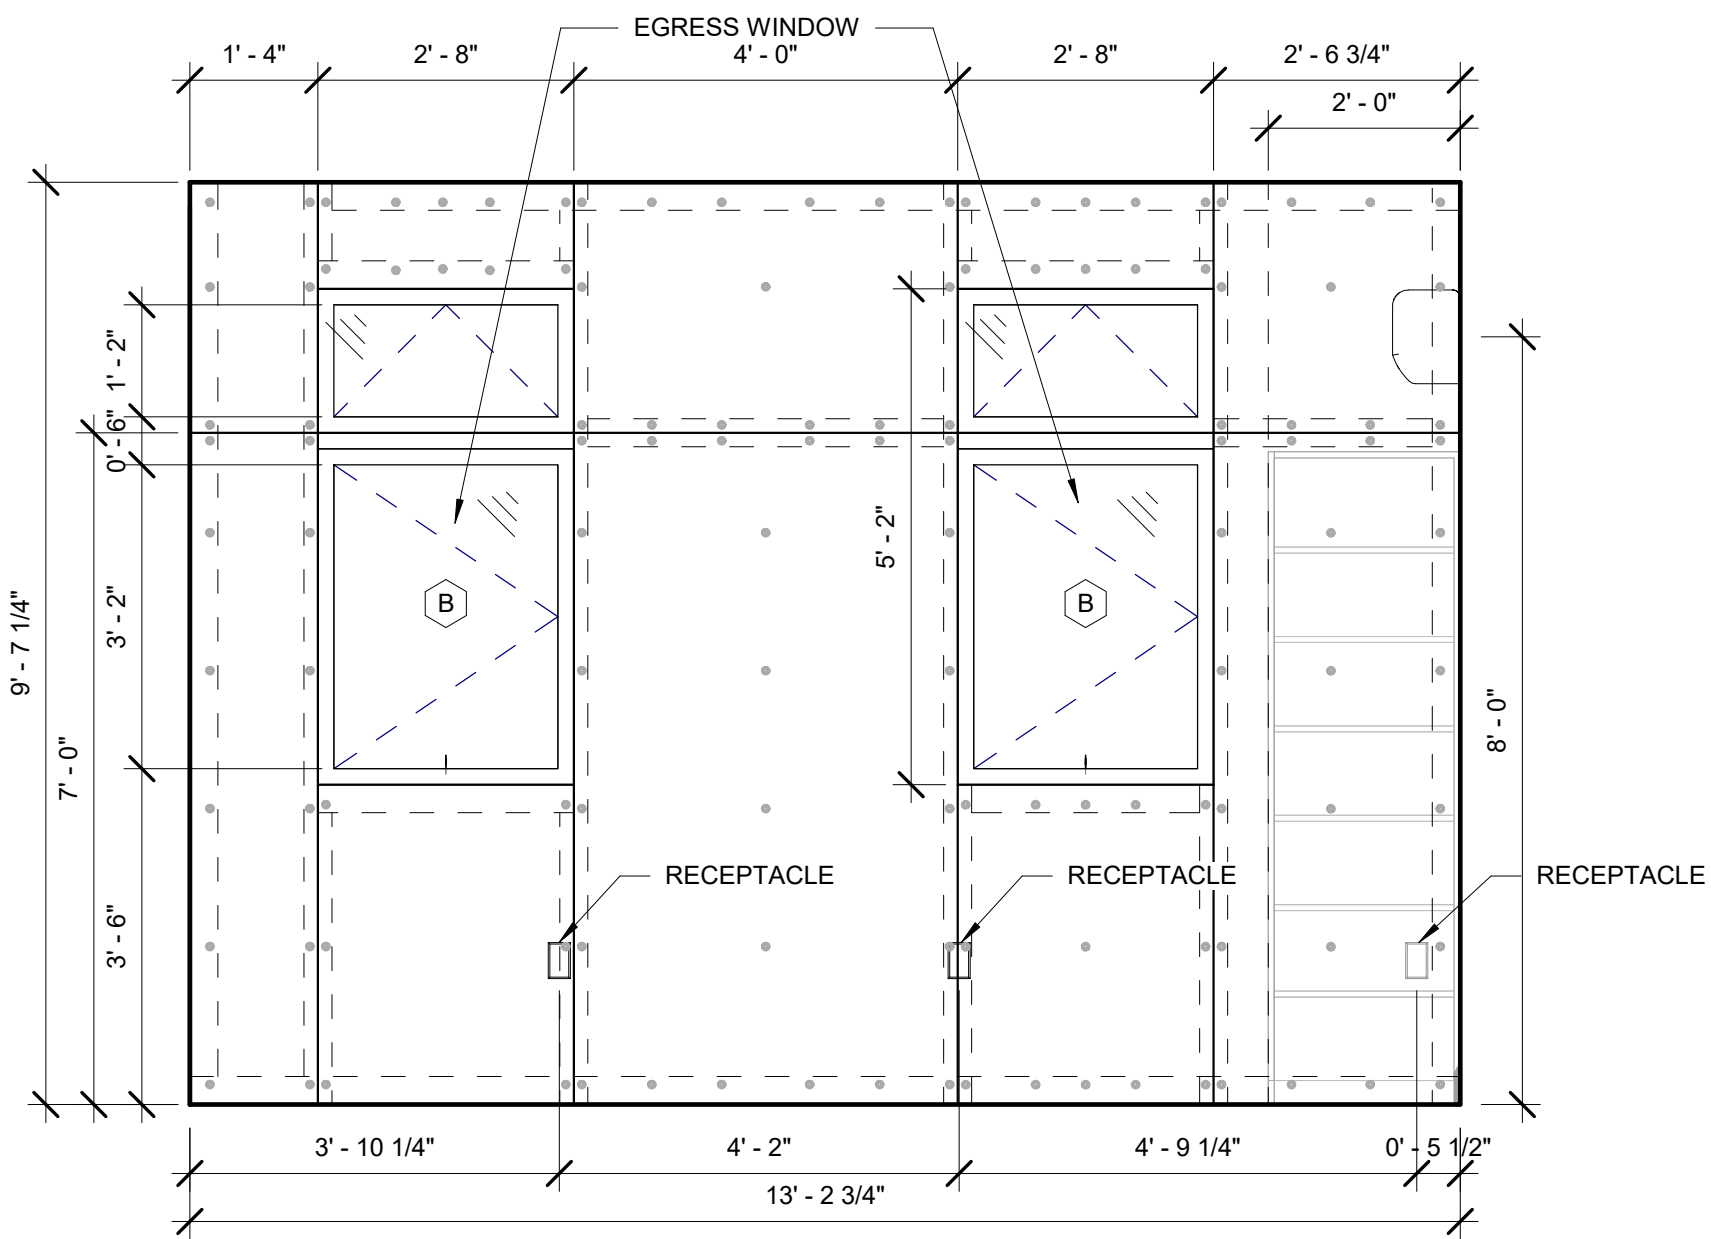 EGRESS WINDOW
1' - 4"
2' - 8"
4' - 0"
2' - 8"
2' - 6 3/4"
2' - 0"
1' - 2"
0' - 6"
3' - 2"
3' - 6"
7' - 0"
9' - 7 1/4"
5' - 2"
8' - 0"
B
B
RECEPTACLE
RECEPTACLE
RECEPTACLE
3' - 10 1/4"
4' - 2"
4' - 9 1/4"
0' - 5 1/2"
13' - 2 3/4"